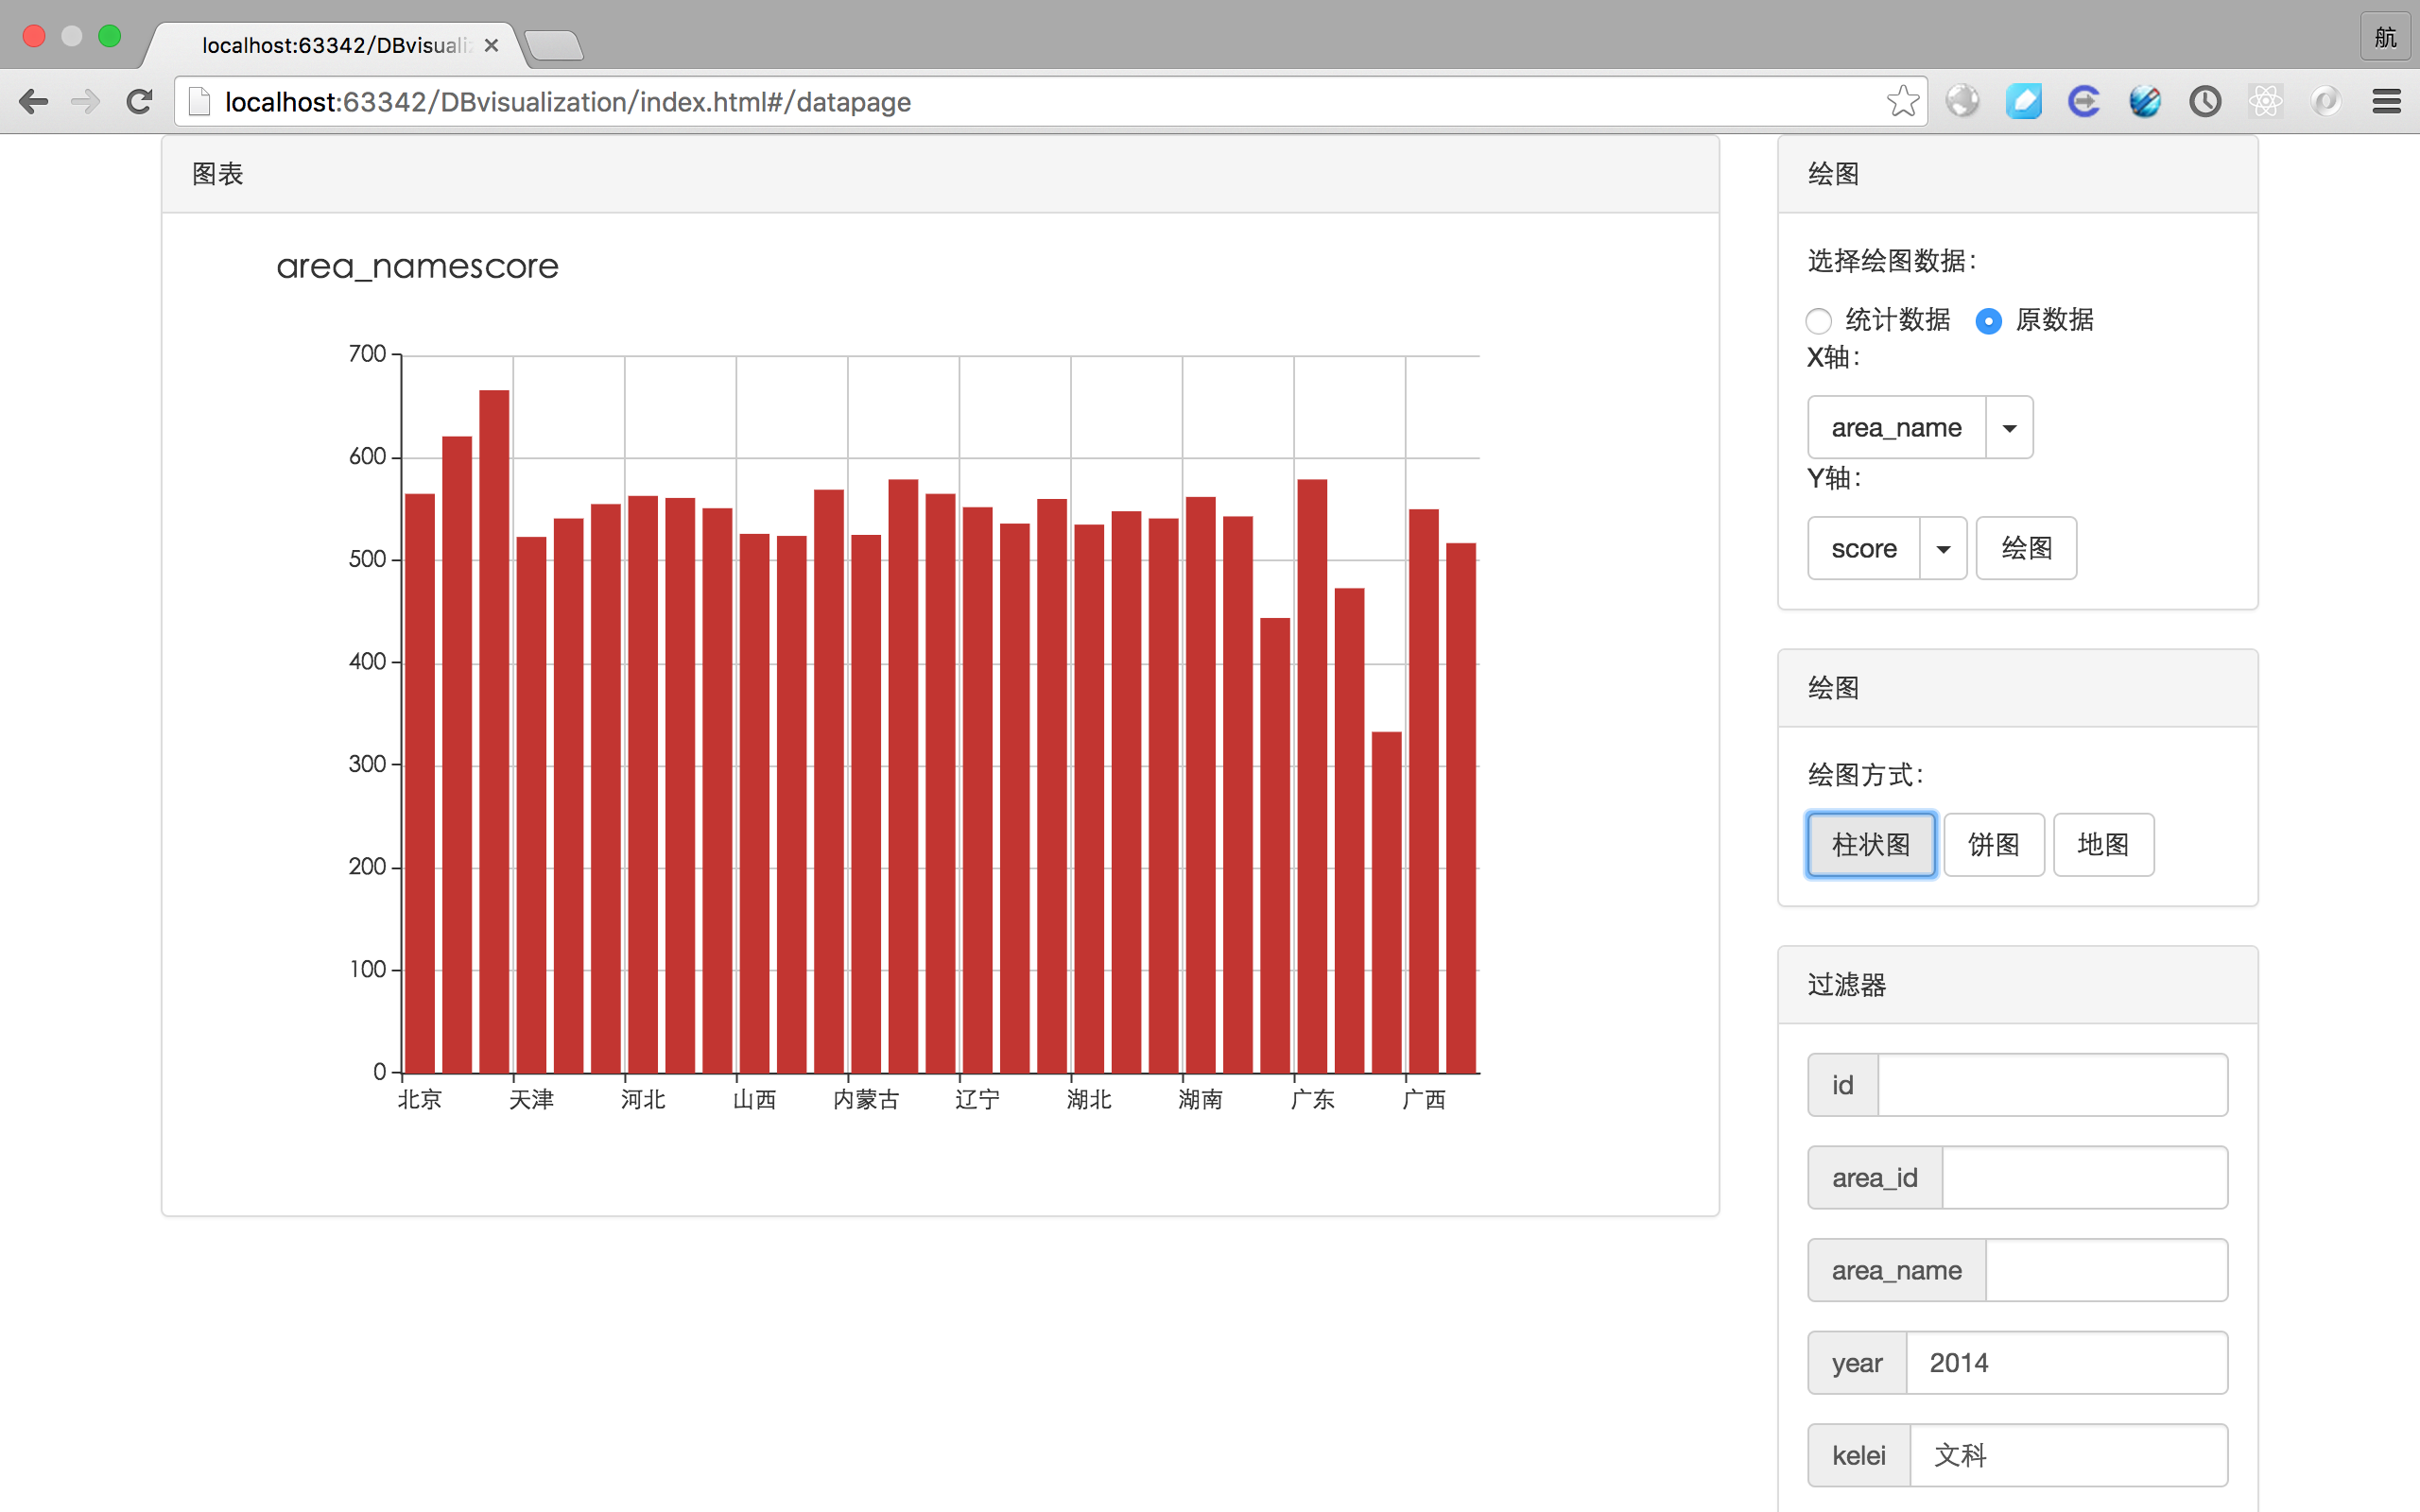 localhost:63342/DBvisuali
航
localhost:63342/DBvisualization/index.html#/datapage
图表
area_namescore
700
600
500
400
300
200
100
0
北京 天津 河北 山西 内蒙古 辽宁 湖北 湖南 广东 广西
绘图
选择绘图数据：
统计数据 原数据
X轴：
area_name
Y轴：
score 绘图
绘图
绘图方式：
柱状图 饼图 地图
过滤器
id
area_id
area_name
year 2014
kelei 文科